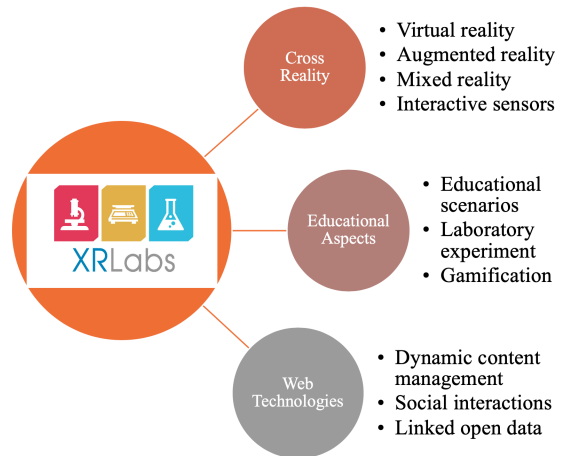 Cross
Reality
• Virtual reality
• Augmented reality
• Mixed reality
• Interactive sensors
XRLabs
Educational
Aspects
• Educational
scenarios
• Laboratory
experiment
• Gamification
Web
Technologies
• Dynamic content
management
• Social interactions
• Linked open data